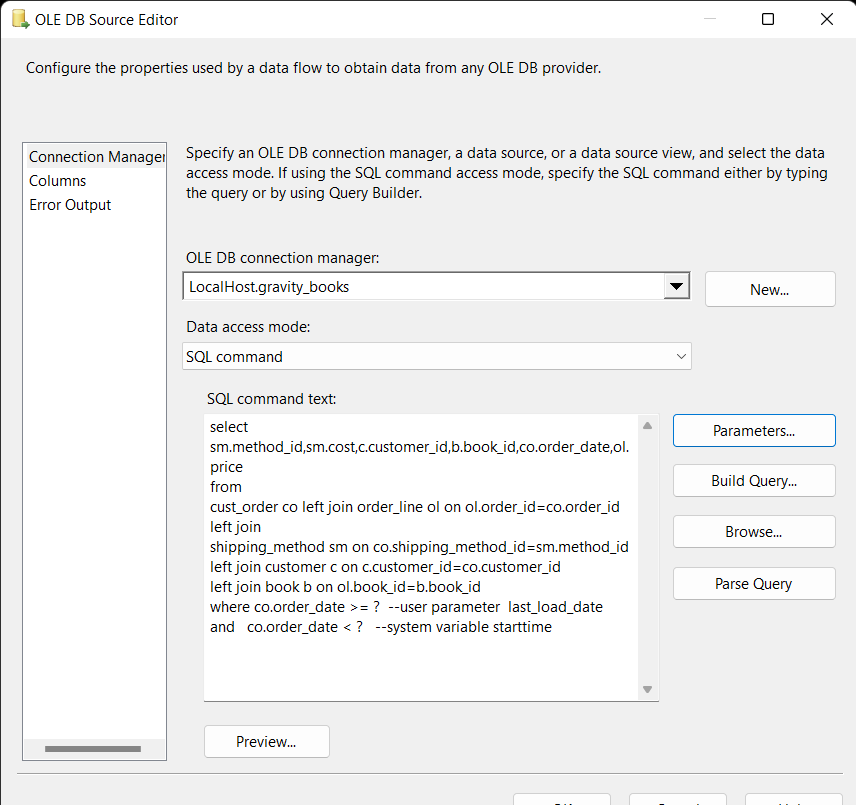 OLE DB Source Editor
Configure the properties used by a data flow to obtain data from any OLE DB provider.
Connection Manager
Columns
Error Output
Specify an OLE DB connection manager, a data source, or a data source view, and select the data
access mode. If using the SQL command access mode, specify the SQL command either by typing
the query or by using Query Builder.
OLE DB connection manager:
LocalHost.gravity_books
New...
Data access mode:
SQL command
SQL command text:
select
sm.method_id,sm.cost,c.customer_id,b.book_id,co.order_date,ol.
price
from
cust_order co left join order_line ol on ol.order_id=co.order_id
left join
shipping_method sm on co.shipping_method_id=sm.method_id
left join customer c on c.customer_id=co.customer_id
left join book b on ol.book_id=b.book_id
where co.order_date >= ?  --user parameter  last_load_date
and   co.order_date < ?   --system variable starttime
Parameters...
Build Query...
Browse...
Parse Query
Preview...